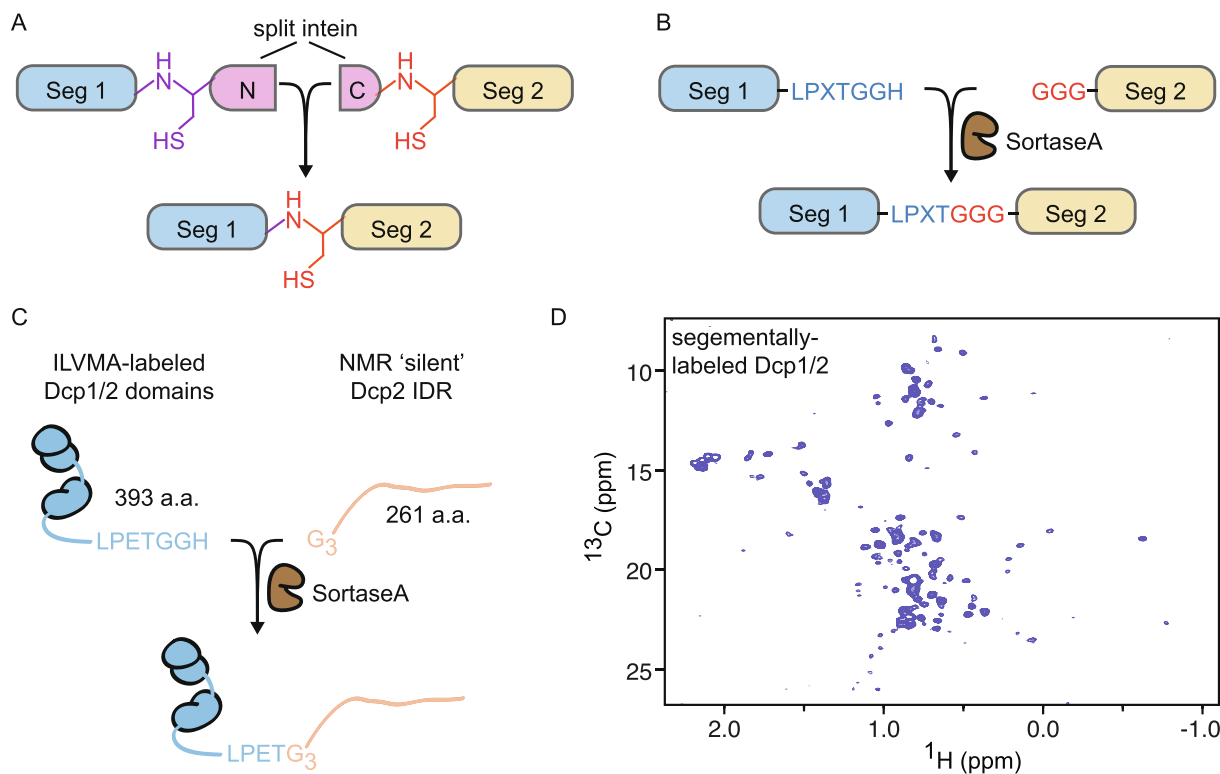 A
split intein
Seg 1
H
N
HS
N
C
H
N
HS
Seg 2
Seg 1
H
N
HS
Seg 2
B
Seg 1
LPXTGGH
GGG
Seg 2
SortaseA
Seg 1
LPXTGGG
Seg 2
C
ILVMA-labeled
Dcp1/2 domains
NMR ‘silent’
Dcp2 IDR
393 a.a.
261 a.a.
LPETGGH
G3
SortaseA
LPETG3
D
segementally-
labeled Dcp1/2
10
15
20
25
13C (ppm)
2.0
1.0
0.0
-1.0
1H (ppm)